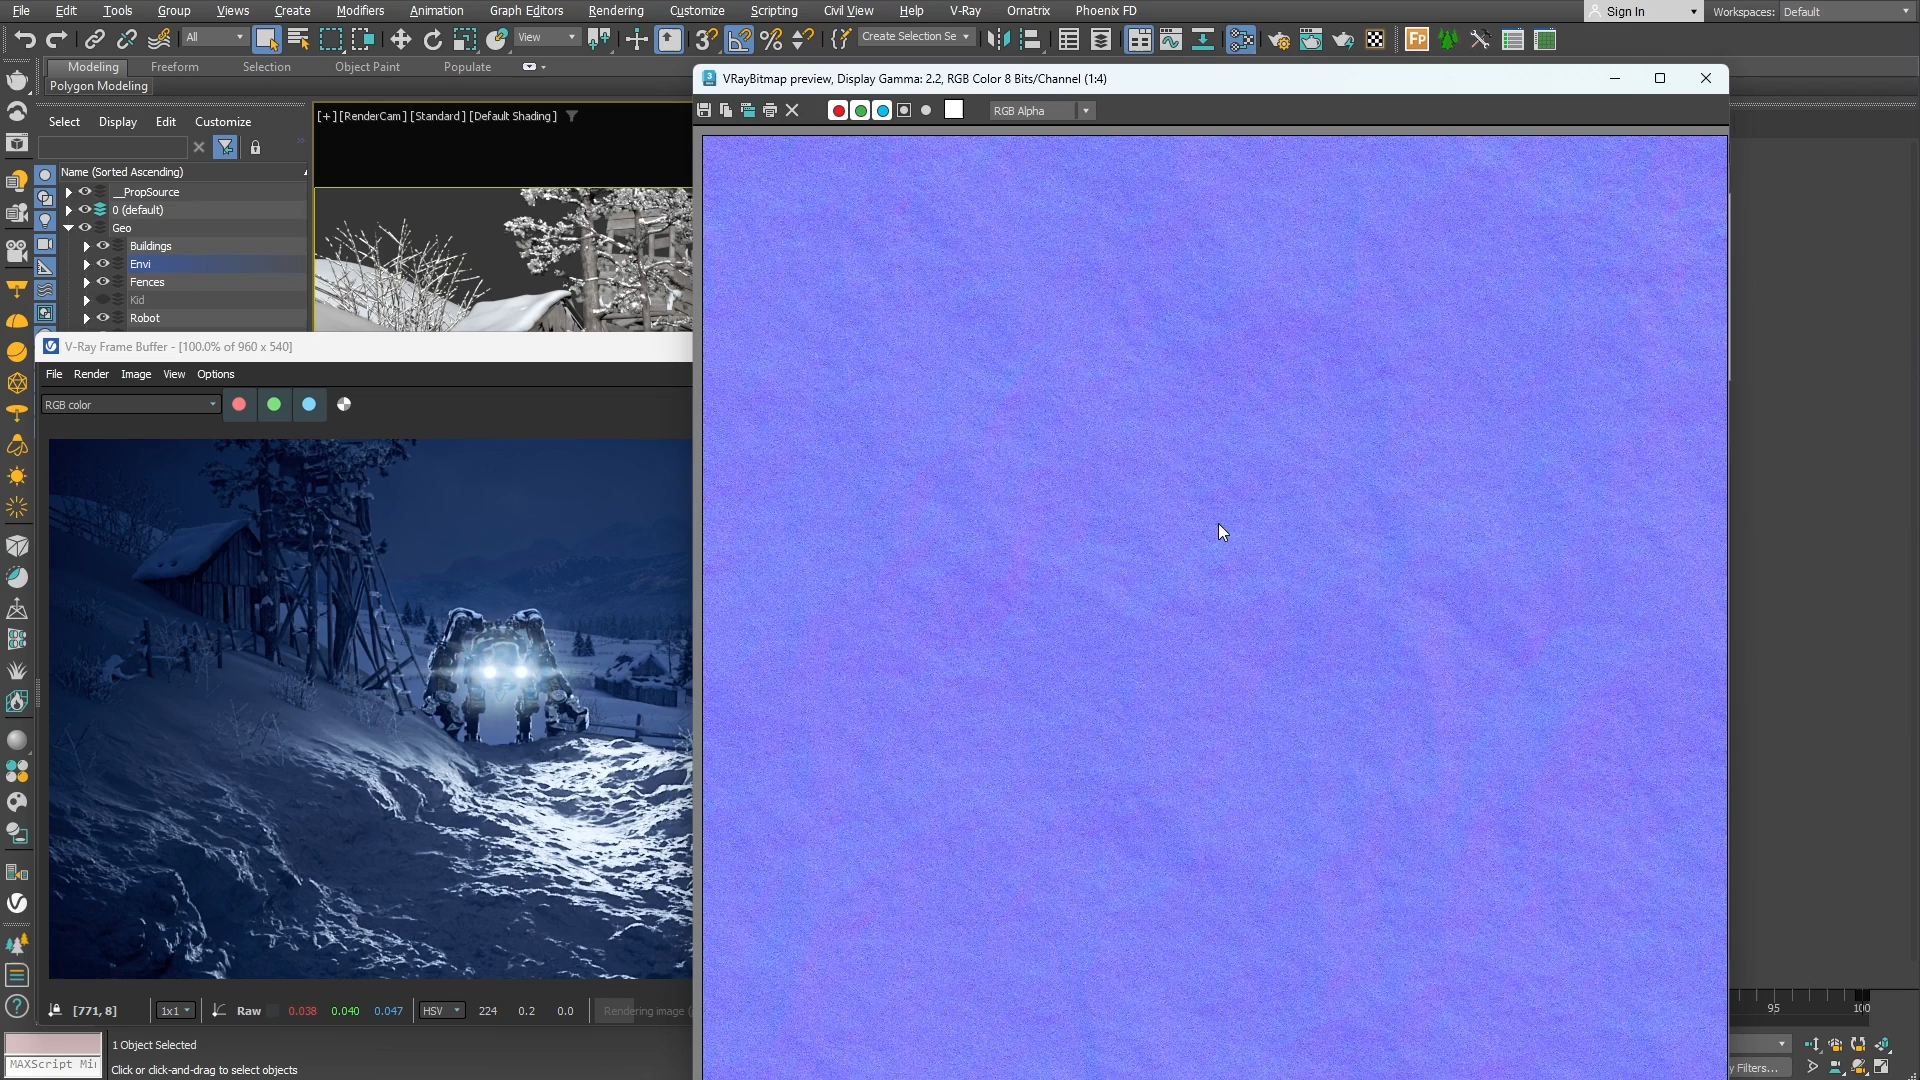 File Edit Tools Group Views Create Modifiers Animation Graph Editors Rendering Customize Scripting Civil View Help V-Ray Ornatrix Phoenix FD Sign In Workspaces: Default
All View Create Selection Se
Modeling Freeform Selection Object Paint Populate
Polygon Modeling
VRayBitmap preview, Display Gamma: 2.2, RGB Color 8 Bits/Channel (1:4)
RGB Alpha
Select Display Edit Customize
[+] [RenderCam] [Standard] [Default Shading]
Name (Sorted Ascending)
__PropSource
0 (default)
Geo
Buildings
Envi
Fences
Kid
Robot
V-Ray Frame Buffer - [100.0% of 960 x 540]
File Render Image View Options
RGB color
[771, 8] 1x1 Raw 0.038 0.040 0.047 HSV 224 0.2 0.0 Rendering image
95 100
1 Object Selected
MAXScript Mi
Click or click-and-drag to select objects
Filters...